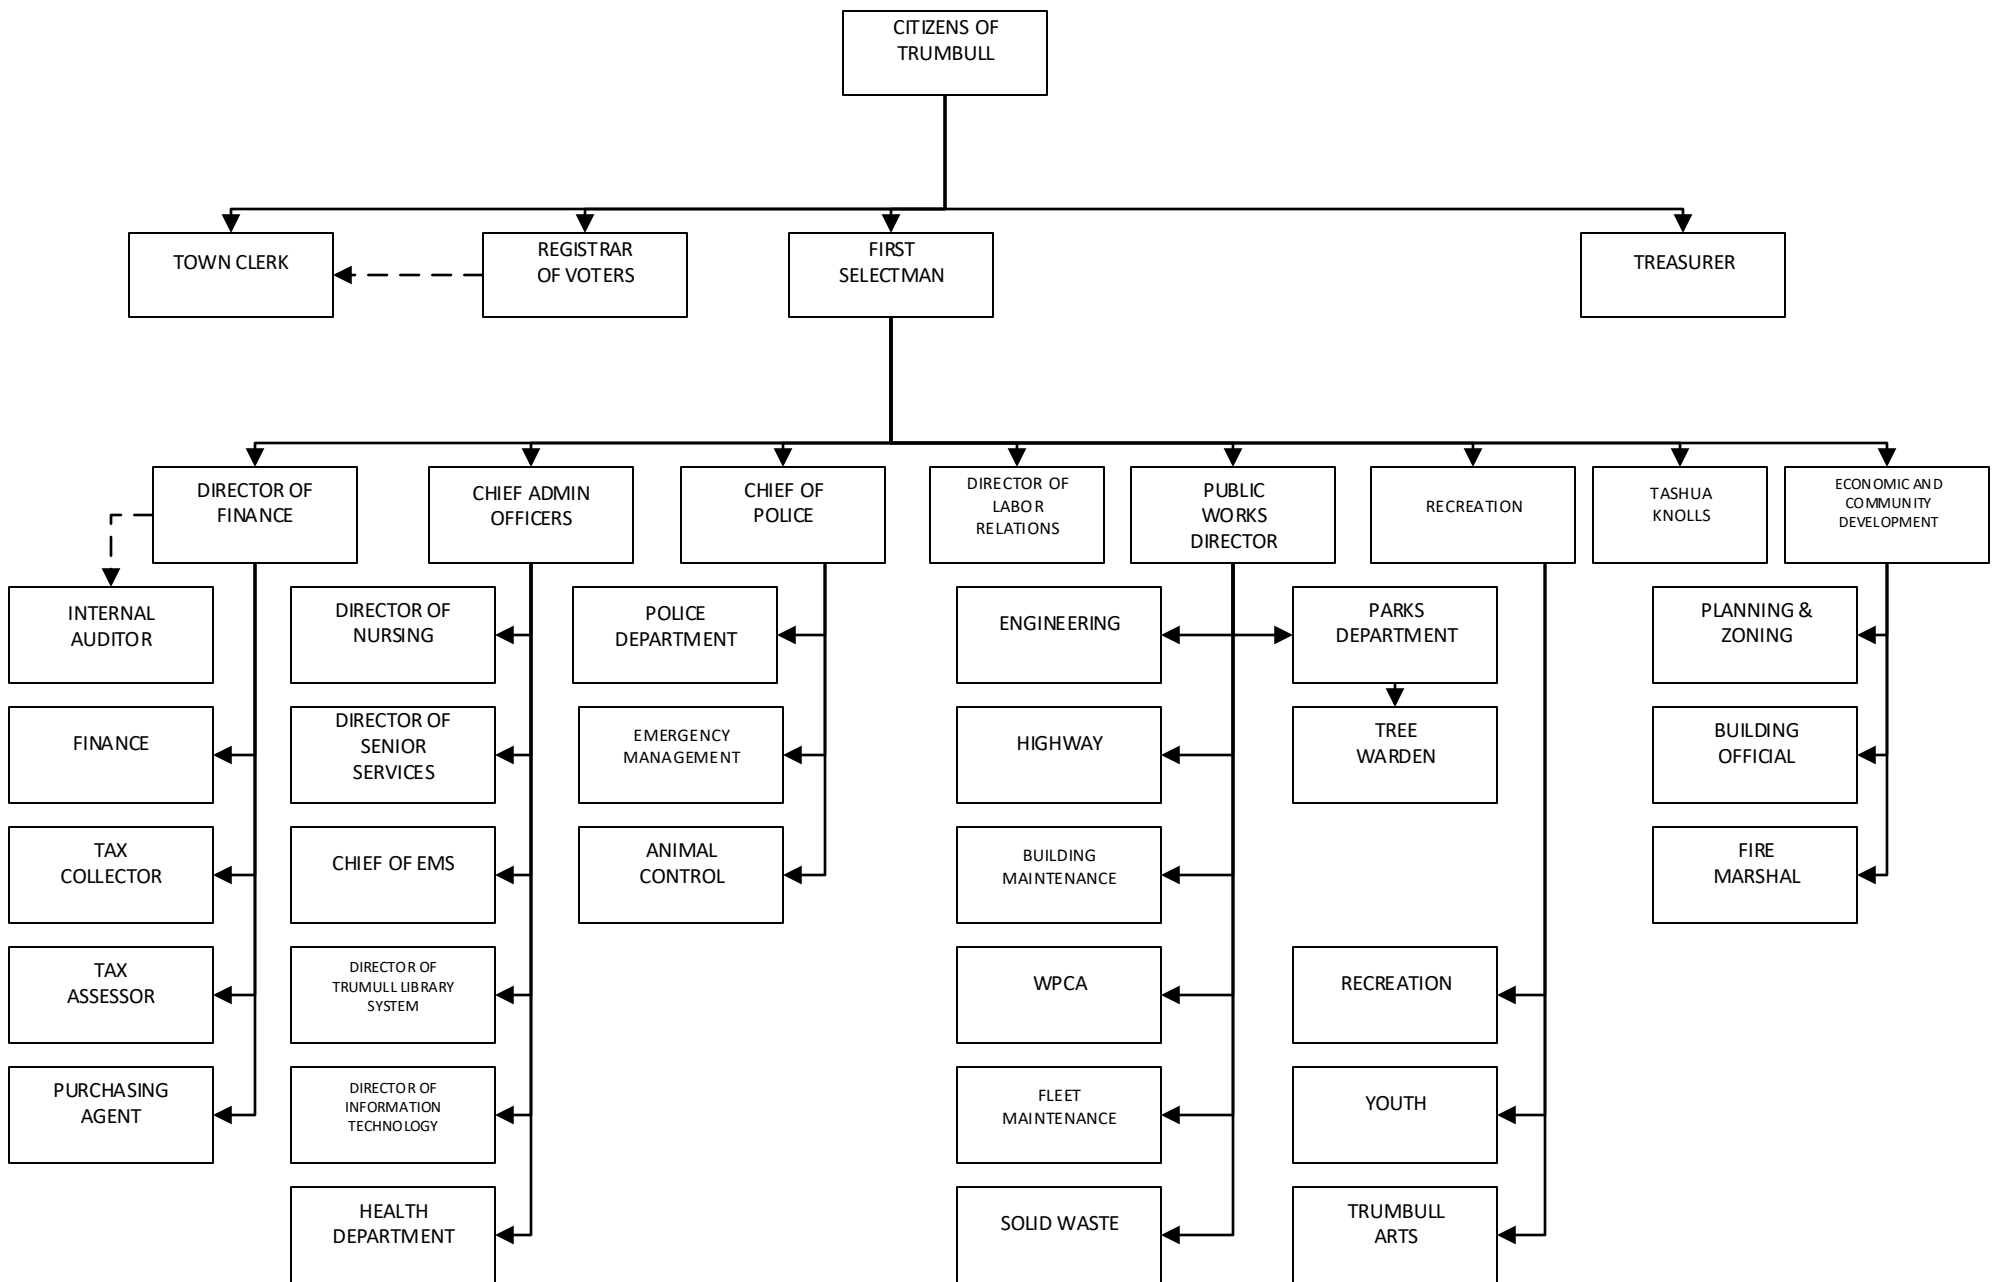 CITIZENS OF
TRUMBULL
TOWN CLERK
REGISTRAR
OF VOTERS
FIRST
SELECTMAN
TREASURER
DIRECTOR OF
FINANCE
CHIEF ADMIN
OFFICERS
CHIEF OF
POLICE
DIRECTOR OF
LABOR
RELATIONS
PUBLIC
WORKS
DIRECTOR
RECREATION
TASHUA
KNOLLS
ECONOMIC AND
COMMUNITY
DEVELOPMENT
INTERNAL
AUDITOR
DIRECTOR OF
NURSING
POLICE
DEPARTMENT
ENGINEERING
PARKS
DEPARTMENT
PLANNING &
ZONING
FINANCE
DIRECTOR OF
SENIOR
SERVICES
EMERGENCY
MANAGEMENT
HIGHWAY
TREE
WARDEN
BUILDING
OFFICIAL
TAX
COLLECTOR
CHIEF OF EMS
ANIMAL
CONTROL
BUILDING
MAINTENANCE
FIRE
MARSHAL
TAX
ASSESSOR
DIRECTOR OF
TRUMULL LIBRARY
SYSTEM
WPCA
RECREATION
PURCHASING
AGENT
DIRECTOR OF
INFORMATION
TECHNOLOGY
FLEET
MAINTENANCE
YOUTH
HEALTH
DEPARTMENT
SOLID WASTE
TRUMBULL
ARTS